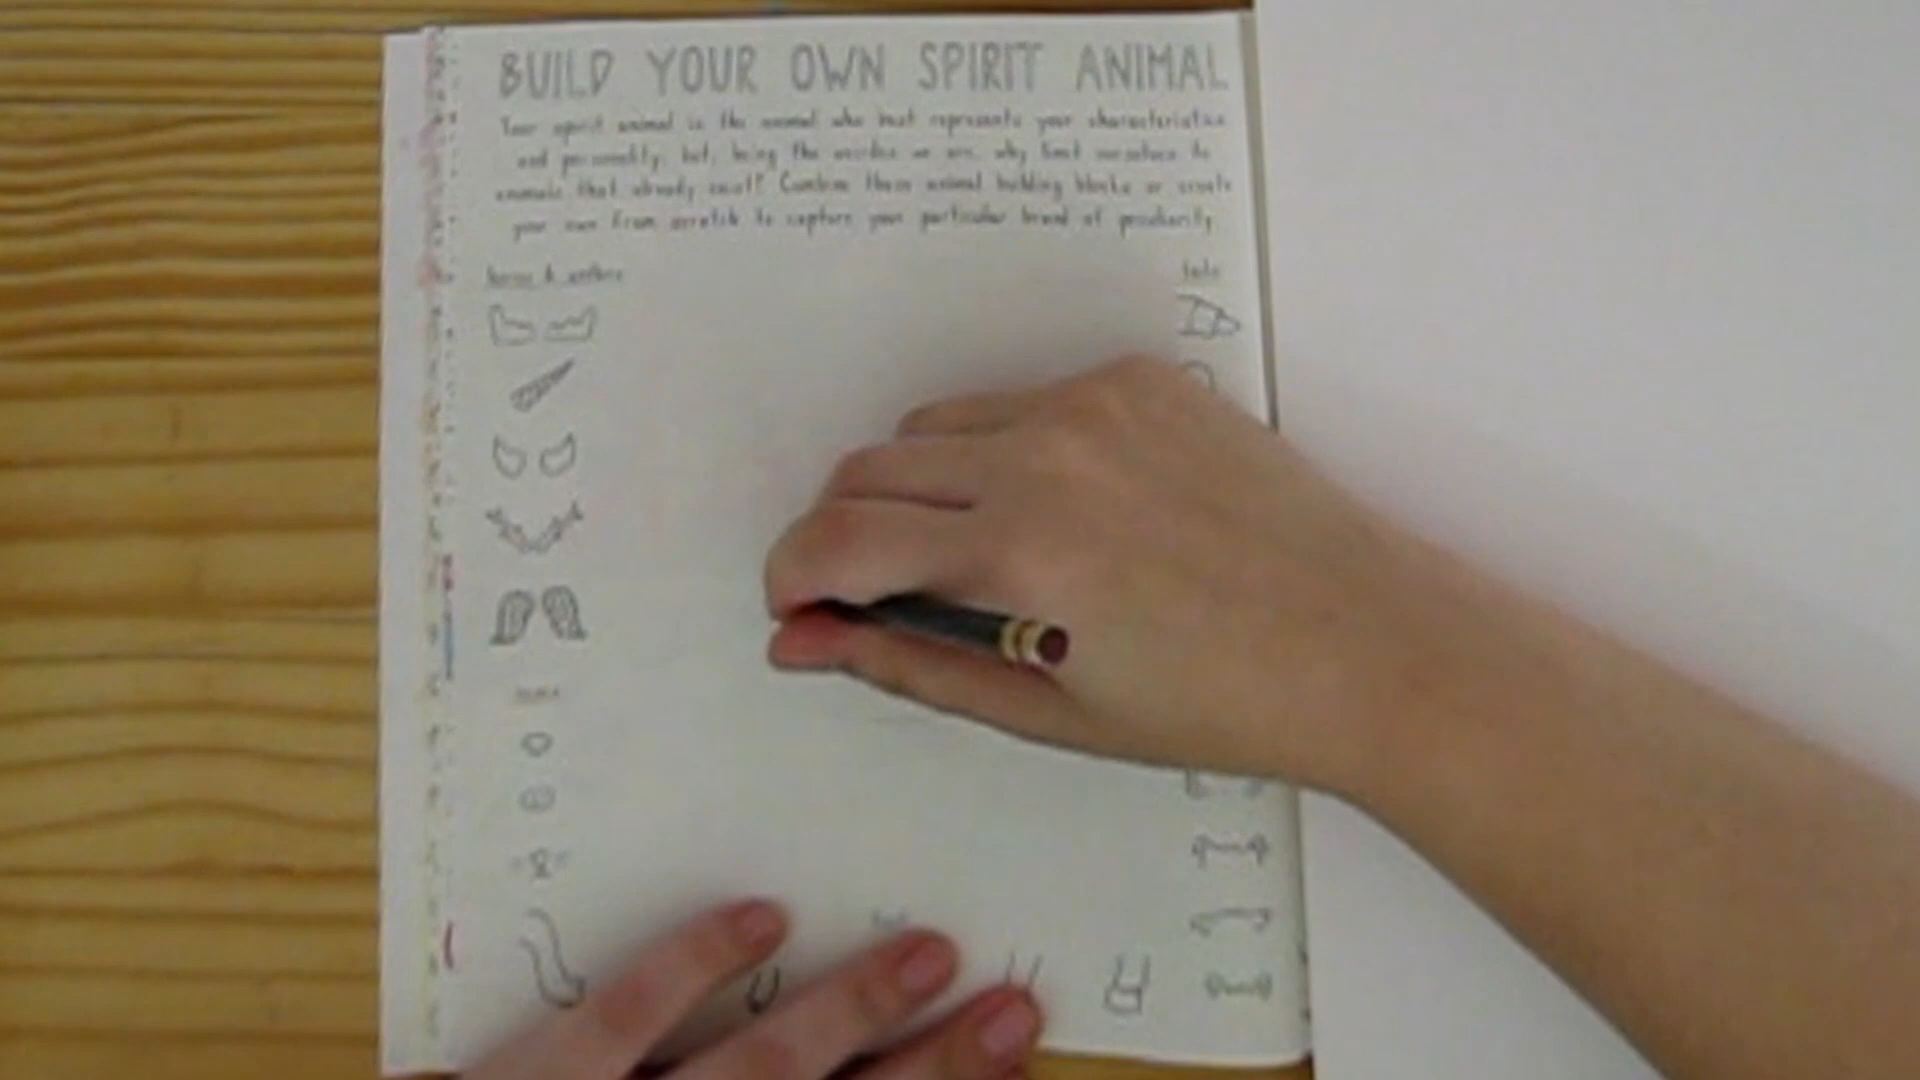 BUILD YOUR OWN SPIRIT ANIMAL
Your spirit animal is the animal who best represents your characteristics
and personality; but, being the weirdos we are, why limit ourselves to
animals that already exist? Combine these animal building blocks or create
your own from scratch to capture your particular brand of peculiarity.
horns & antlers
tails